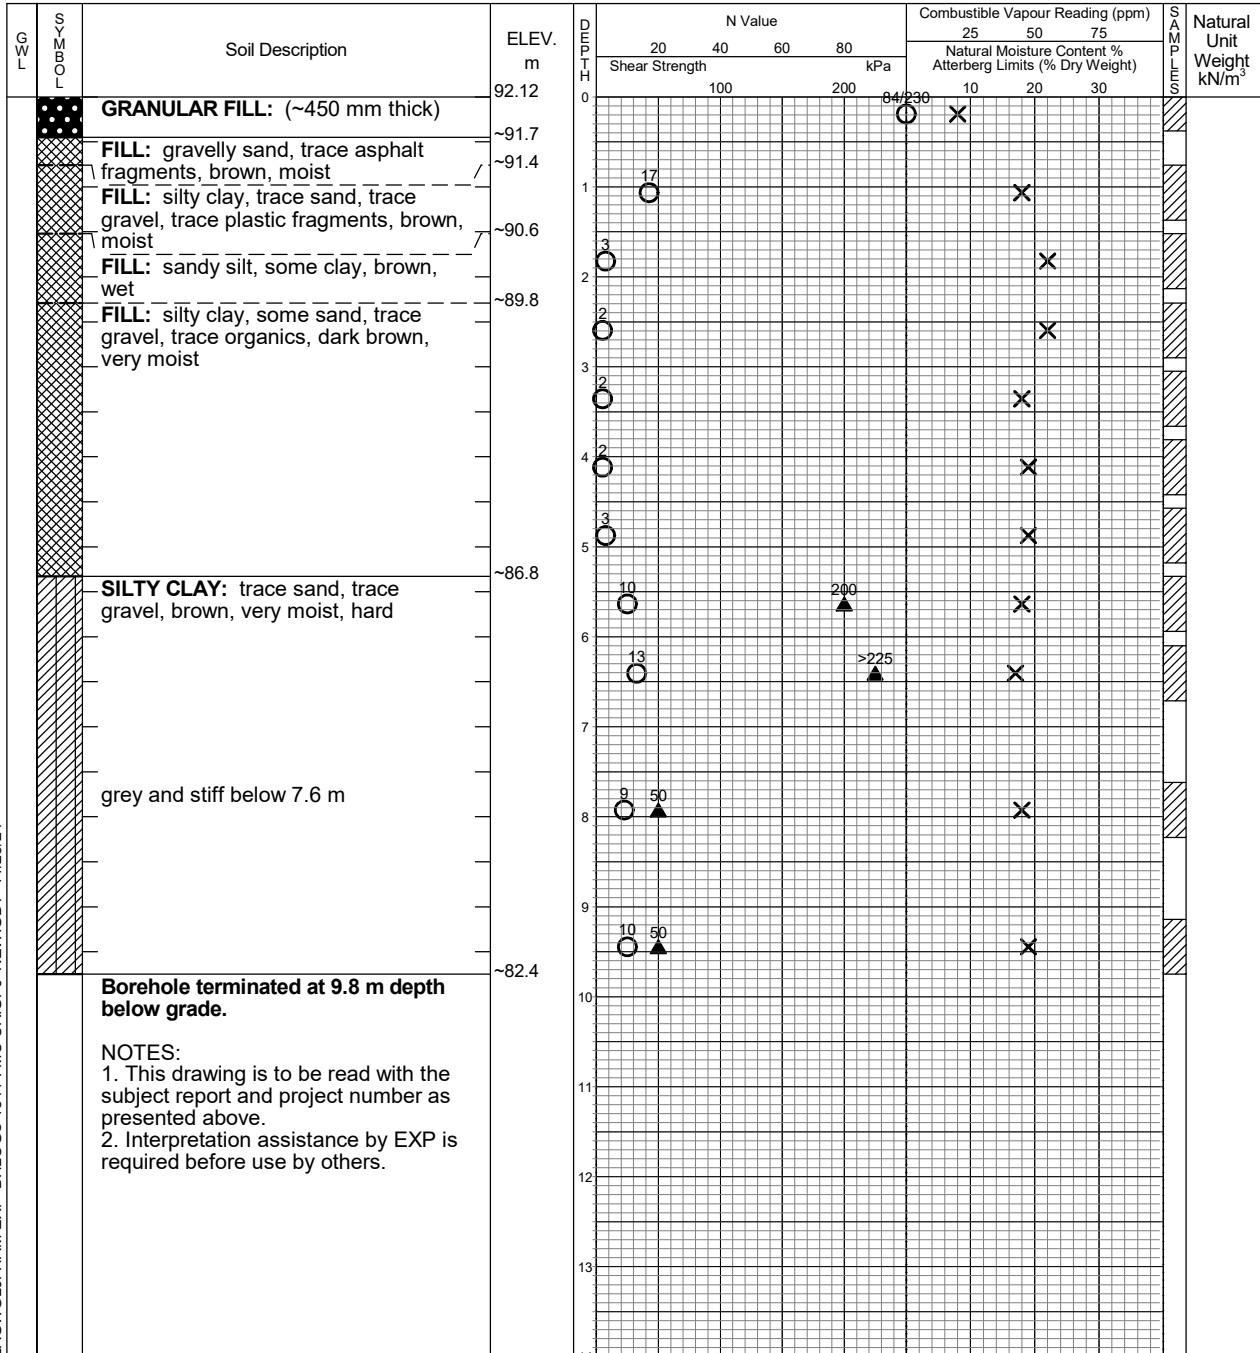 GWL
SYMBOL
Soil Description
ELEV.
m
DEPTH
N Value
20 40 60 80
Shear Strength kPa
100 200
Combustible Vapour Reading (ppm)
25 50 75
Natural Moisture Content %
Atterberg Limits (% Dry Weight)
10 20 30
SAMPLES
Natural
Unit
Weight
kN/m³
92.12
0
84/230
GRANULAR FILL: (~450 mm thick)
~91.7
FILL: gravelly sand, trace asphalt
fragments, brown, moist
~91.4
17
1
FILL: silty clay, trace sand, trace
gravel, trace plastic fragments, brown,
moist
~90.6
3
FILL: sandy silt, some clay, brown,
wet
2
~89.8
FILL: silty clay, some sand, trace
gravel, trace organics, dark brown,
very moist
2
3
2
2
4
3
5
~86.8
SILTY CLAY: trace sand, trace
gravel, brown, very moist, hard
10 200
6
13 >225
7
grey and stiff below 7.6 m
9 50
8
9
10 50
~82.4
Borehole terminated at 9.8 m depth
below grade.
10
NOTES:
1. This drawing is to be read with the
subject report and project number as
presented above.
2. Interpretation assistance by EXP is
required before use by others.
11
12
13